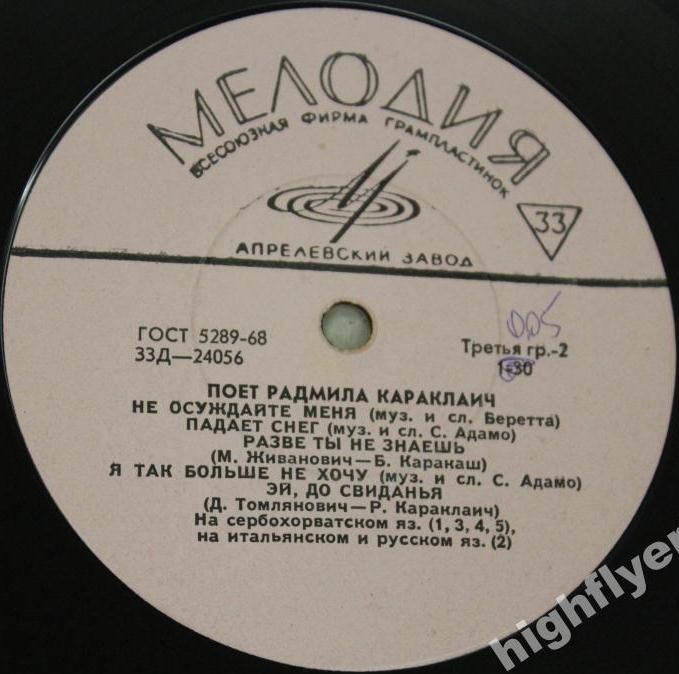 МЕЛОДИЯ
ВСЕСОЮЗНАЯ ФИРМА ГРАМПЛАСТИНОК
33
АПРЕЛЕВСКИЙ ЗАВОД
ГОСТ 5289-68
33Д—24056
0,05
Третья гр.-2
1-30
ПОЕТ РАДМИЛА КАРАКЛАИЧ
НЕ ОСУЖДАЙТЕ МЕНЯ (муз. и сл. Беретта)
ПАДАЕТ СНЕГ (муз. и сл. С. Адамо)
РАЗВЕ ТЫ НЕ ЗНАЕШЬ
(М. Живанович—Б. Каракаш)
Я ТАК БОЛЬШЕ НЕ ХОЧУ (муз. и сл. С. Адамо)
ЭЙ, ДО СВИДАНЬЯ
(Д. Томлянович—Р. Караклаич)
На сербохорватском яз. (1, 3, 4, 5),
на итальянском и русском яз. (2)
highflyer